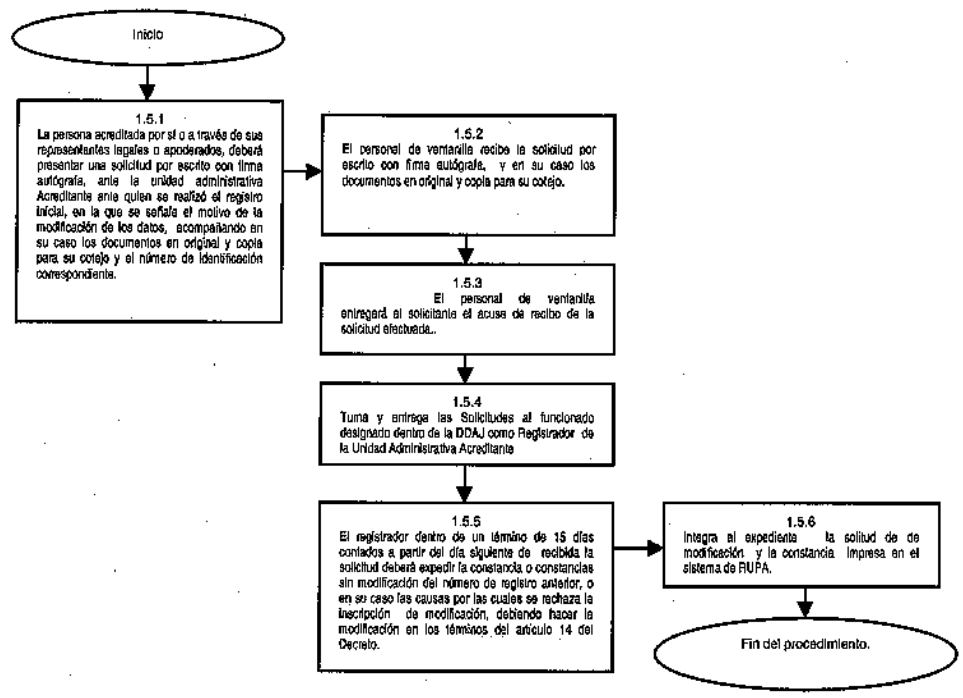 Inicio
1.5.1
La persona acreditada por sí o a través de sus
representantes legales o apoderados, deberá
presentar una solicitud por escrito con firma
autógrafa, ante la unidad administrativa
Acreditante ante quien se realizó el registro
inicial, en la que se señale el motivo de la
modificación de los datos, acompañando en
su caso los documentos en original y copia
para su cotejo y el número de identificación
correspondiente.
1.5.2
El personal de ventanilla recibe la solicitud por
escrito con firma autógrafa, y en su caso los
documentos en original y copia para su cotejo.
1.5.3
El personal de ventanilla
entregará al solicitante el acuse de recibo de la
solicitud efectuada..
1.5.4
Turna y entrega las Solicitudes al funcionado
designado dentro de la DDAJ como Registrador de
la Unidad Administrativa Acreditante
1.5.5
El registrador dentro de un término de 15 días
contados a partir del día siguiente de recibida la
solicitud deberá expedir la constancia o constancias
sin modificación del número de registro anterior, o
en su caso las causas por las cuales se rechaza la
inscripción de modificación, debiendo hacer la
modificación en los términos del artículo 14 del
Decreto.
1.5.6
Integra al expediente la solitud de de
modificación y la constancia impresa en el
sistema de RUPA.
Fin del procedimiento.